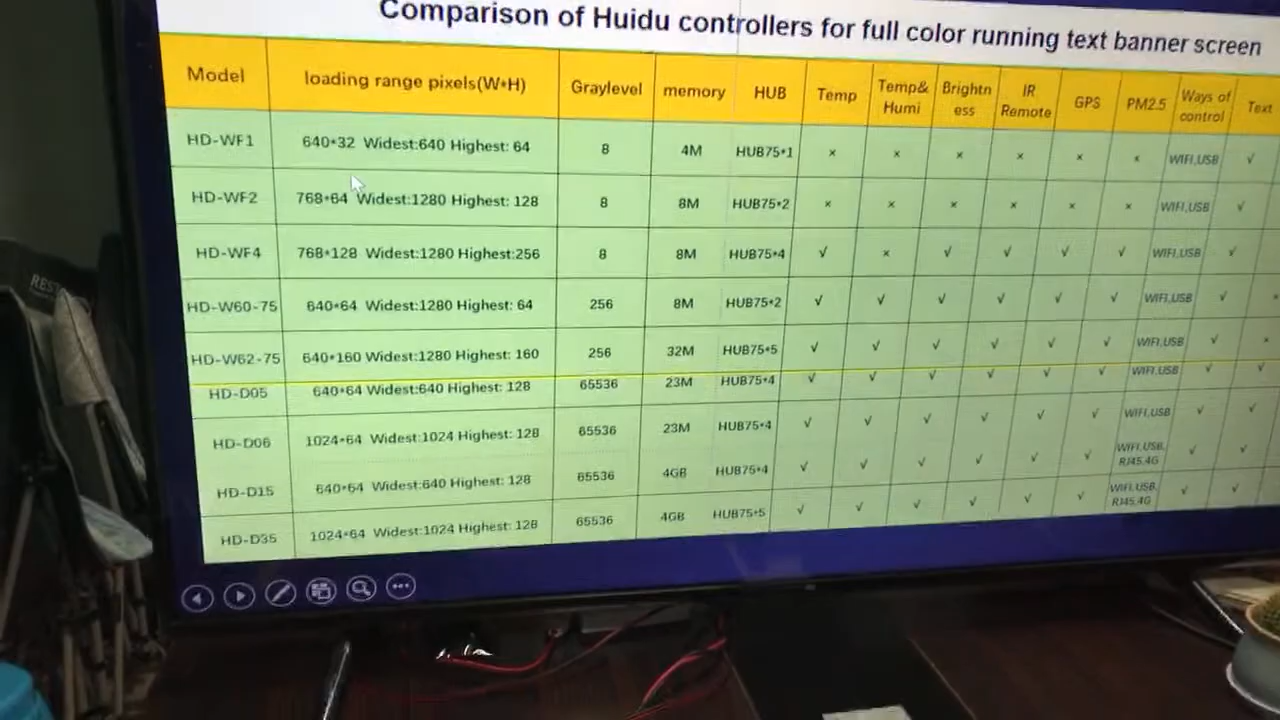 Comparison of Huidu controllers for full color running text banner screen
Model loading range pixels(W*H) Graylevel memory HUB Temp Temp& Humi Brightn ess IR Remote GPS PM2.5 Ways of control Text
HD-WF1 640*32 Widest:640 Highest: 64 8 4M HUB75*1 × × × × × × WIFI,USB √
HD-WF2 768*64 Widest:1280 Highest: 128 8 8M HUB75*2 × × × × × × WIFI,USB √
HD-WF4 768*128 Widest:1280 Highest:256 8 8M HUB75*4 √ × √ √ √ √ WIFI,USB √
HD-W60-75 640*64 Widest:1280 Highest: 64 256 8M HUB75*2 √ √ √ √ √ √ WIFI,USB √ ×
HD-W62-75 640*160 Widest:1280 Highest: 160 256 32M HUB75*5 √ √ √ √ √ √ WIFI,USB √ ×
HD-D05 640*64 Widest:640 Highest: 128 65536 23M HUB75*4 √ √ √ √ √ √ WIFI,USB √ √
HD-D06 1024*64 Widest:1024 Highest: 128 65536 23M HUB75*4 √ √ √ √ √ √ WIFI,USB √ √
HD-D15 640*64 Widest:640 Highest: 128 65536 4GB HUB75*4 √ √ √ √ √ √ WIFI,USB, RJ45,4G √ √
HD-D35 1024*64 Widest:1024 Highest: 128 65536 4GB HUB75*5 √ √ √ √ √ √ WIFI,USB, RJ45,4G √ √